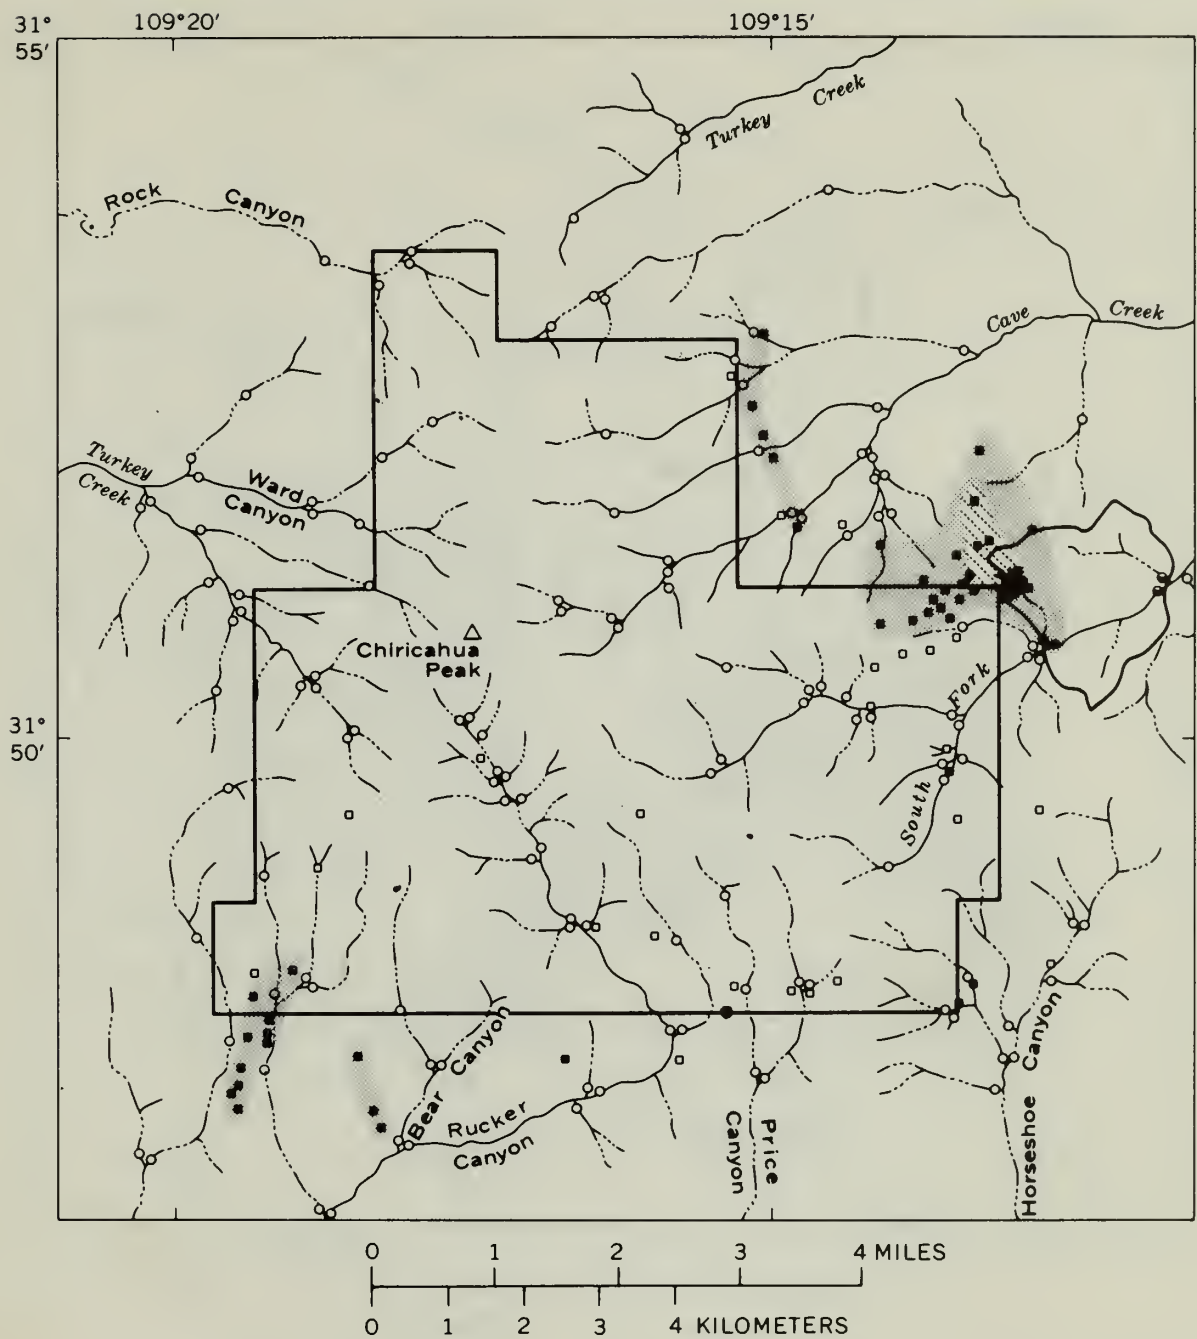 109°20′ 109°15′
31°
55′
Turkey Creek
Rock Canyon
Cave Creek
Turkey
Creek
Ward
Canyon
Chiricahua
Peak
31°
50′
South Fork
Bear Canyon
Rucker
Canyon
Price
Canyon
Horseshoe Canyon
0 1 2 3 4 MILES
0 1 2 3 4 KILOMETERS